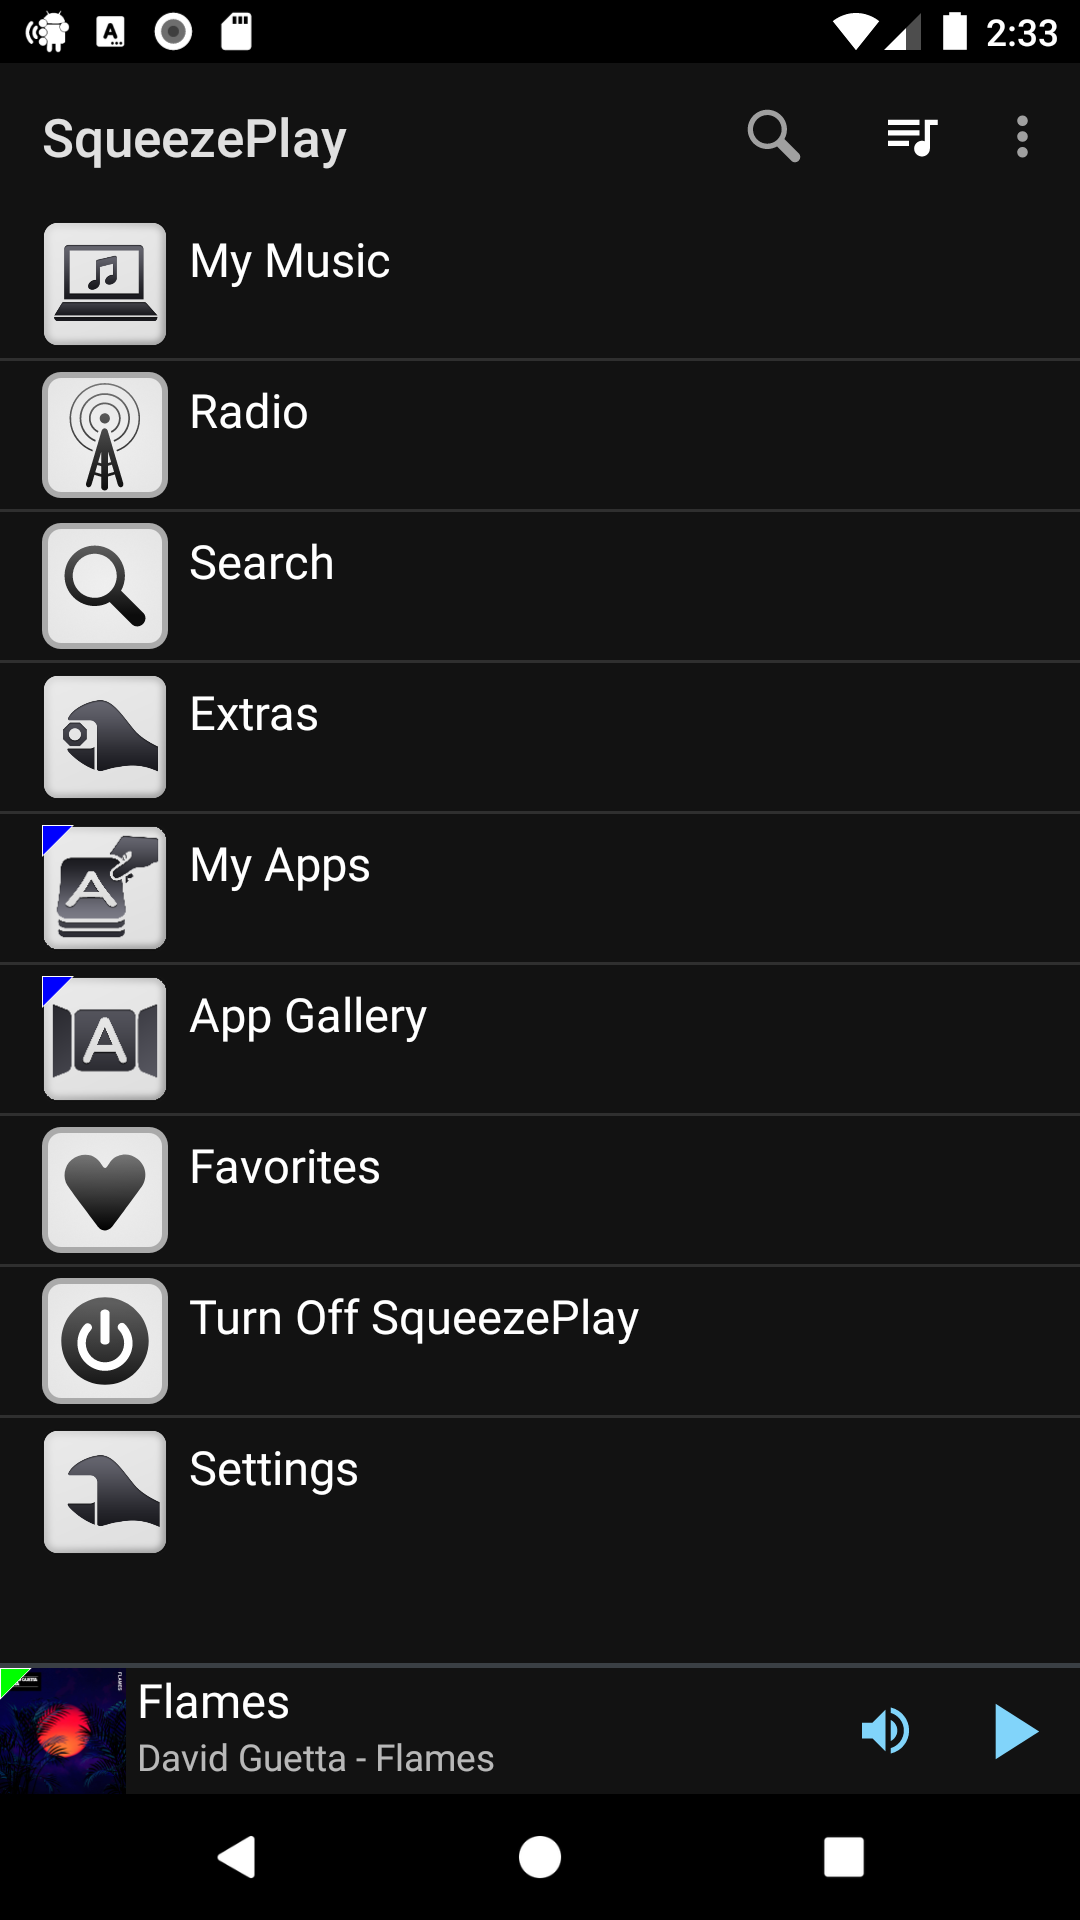 2:33
SqueezePlay
My Music
Radio
Search
Extras
My Apps
App Gallery
Favorites
Turn Off SqueezePlay
Settings
Flames
David Guetta - Flames